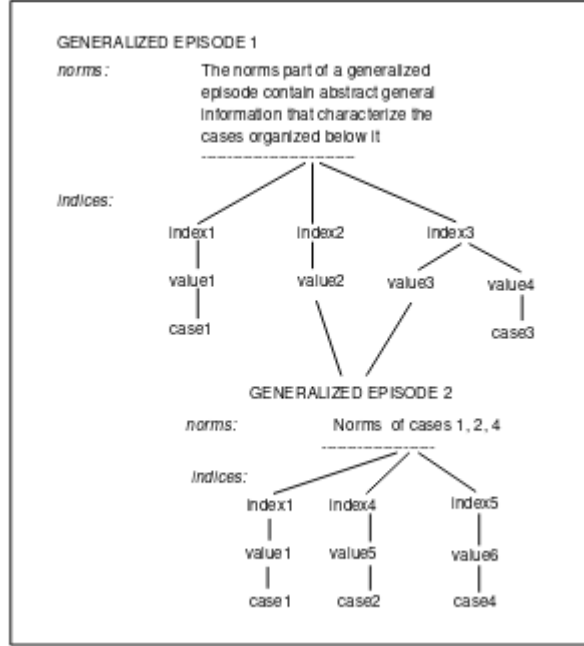 GENERALIZED EPISODE 1
norms: The norms part of a generalized
episode contain abstract general
information that characterize the
cases organized below it
indices:
index1 index2 index3
value1 value2 value3 value4
case1 case3
GENERALIZED EPISODE 2
norms: Norms of cases 1, 2, 4
indices:
index1 index4 index5
value1 value5 value6
case1 case2 case4